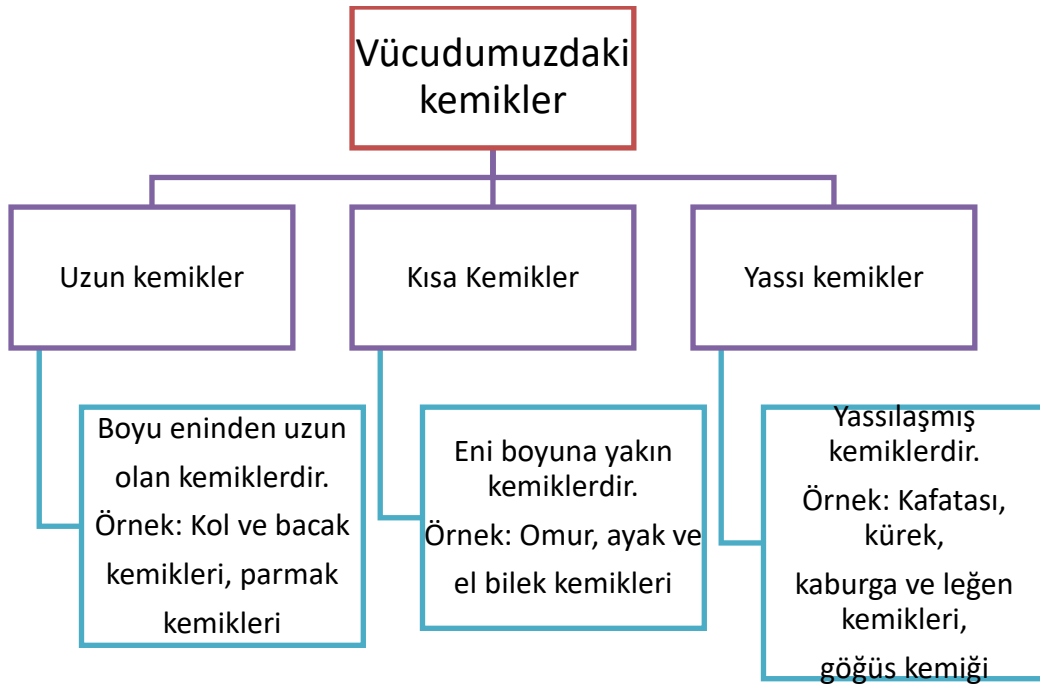 Vücudumuzdaki
kemikler
Uzun kemikler
Kısa Kemikler
Yassı kemikler
Boyu eninden uzun
olan kemiklerdir.
Örnek: Kol ve bacak
kemikleri, parmak
kemikleri
Eni boyuna yakın
kemiklerdir.
Örnek: Omur, ayak ve
el bilek kemikleri
Yassılaşmış
kemiklerdir.
Örnek: Kafatası,
kürek,
kaburga ve leğen
kemikleri,
göğüs kemiği